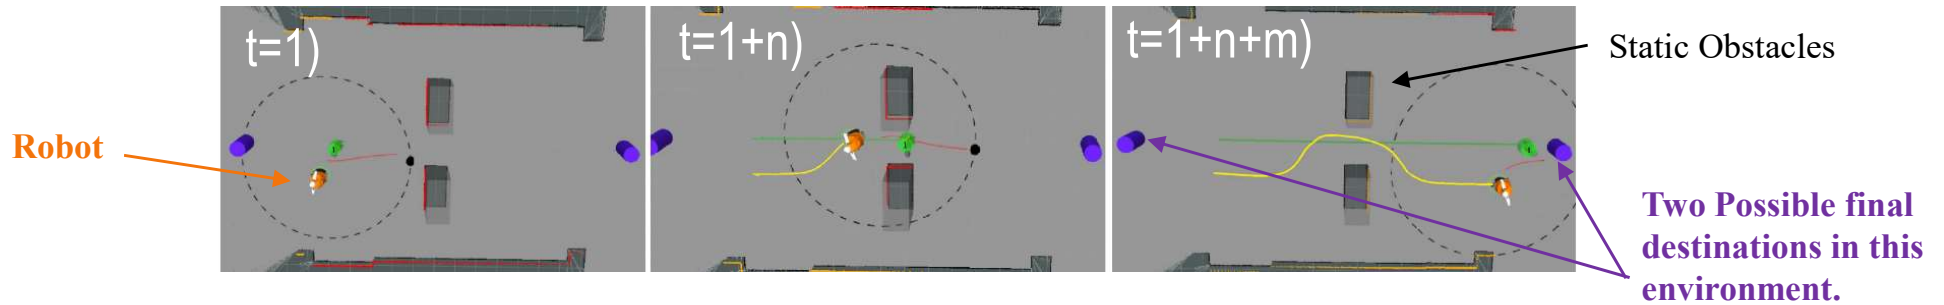 t=1)
t=1+n)
t=1+n+m)
Static Obstacles
Robot
Two Possible final
destinations in this
environment.